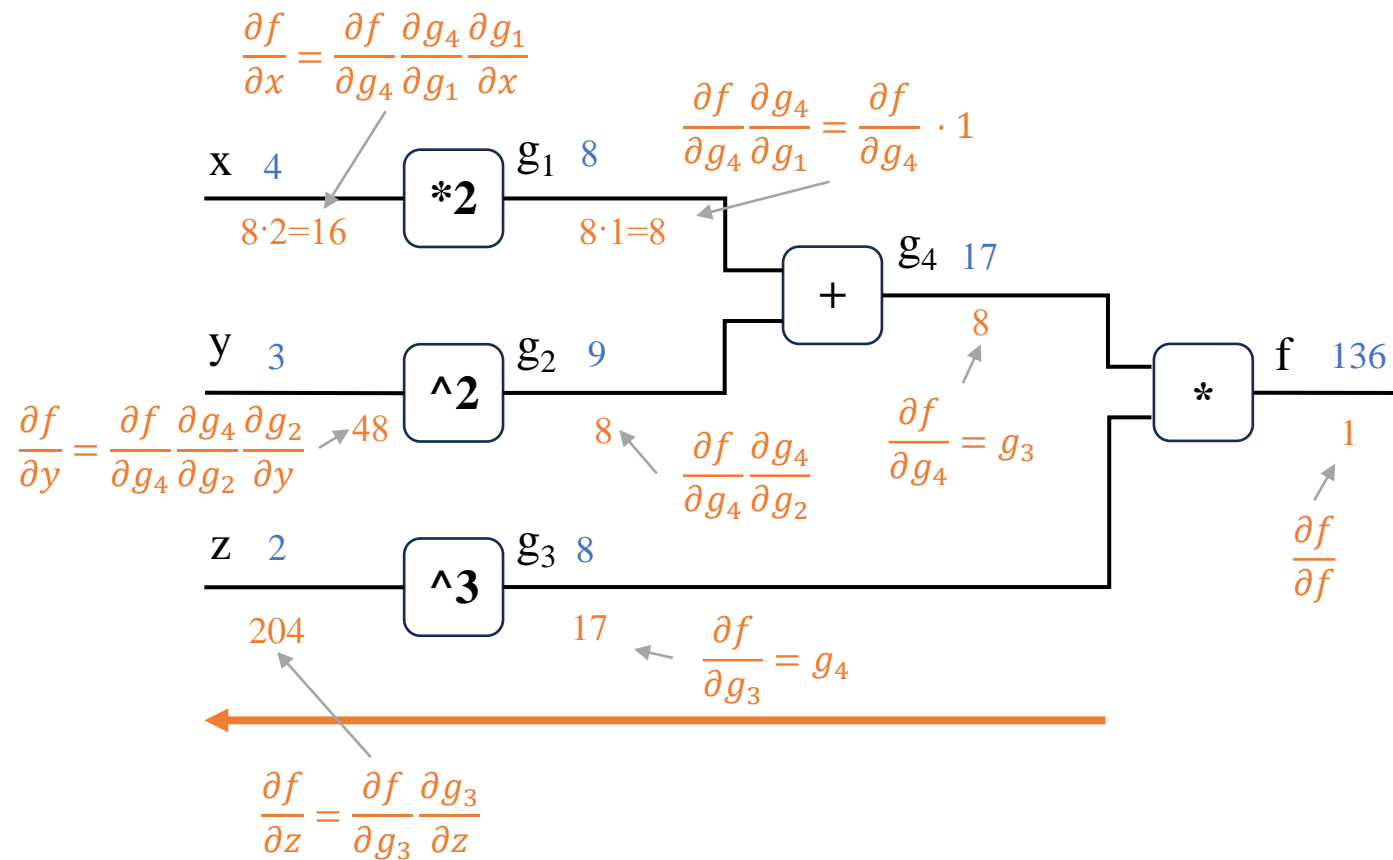 ∂f/∂x = ∂f/∂g₄ ∂g₄/∂g₁ ∂g₁/∂x
∂f/∂g₄ ∂g₄/∂g₁ = ∂f/∂g₄ · 1
x 4
*2
g₁ 8
8·2=16
8·1=8
g₄ 17
+
8
y 3
^2
g₂ 9
f 136
*
∂f/∂y = ∂f/∂g₄ ∂g₄/∂g₂ ∂g₂/∂y
48
8
∂f/∂g₄ ∂g₄/∂g₂
∂f/∂g₄ = g₃
1
∂f/∂f
z 2
^3
g₃ 8
204
17
∂f/∂g₃ = g₄
∂f/∂z = ∂f/∂g₃ ∂g₃/∂z